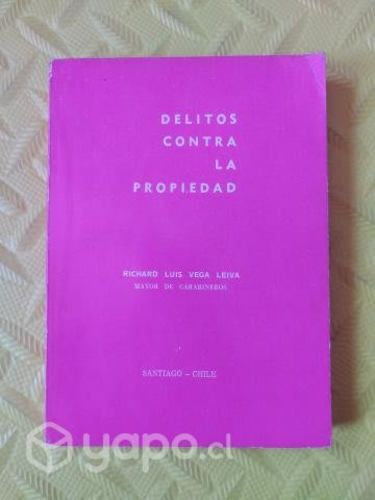 DELITOS
CONTRA
LA
PROPIEDAD
RICHARD LUIS VEGA LEIVA
MAYOR DE CARABINEROS
SANTIAGO - CHILE
yapo.cl